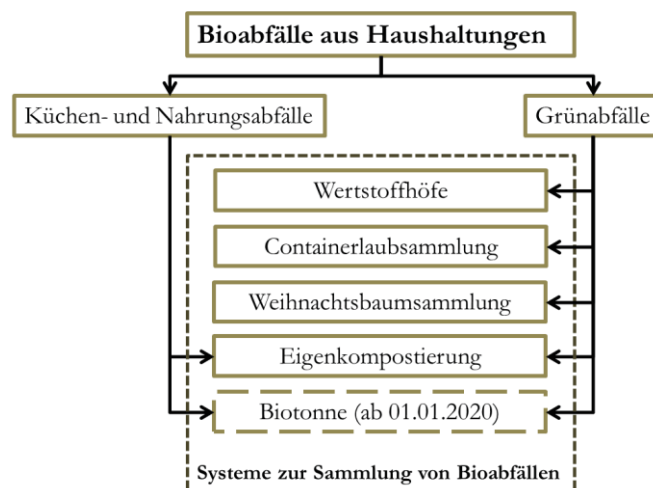 Bioabfälle aus Haushaltungen
Küchen- und Nahrungsabfälle
Grünabfälle
Wertstoffhöfe
Containerlaubsammlung
Weihnachtsbaumsammlung
Eigenkompostierung
Biotonne (ab 01.01.2020)
Systeme zur Sammlung von Bioabfällen